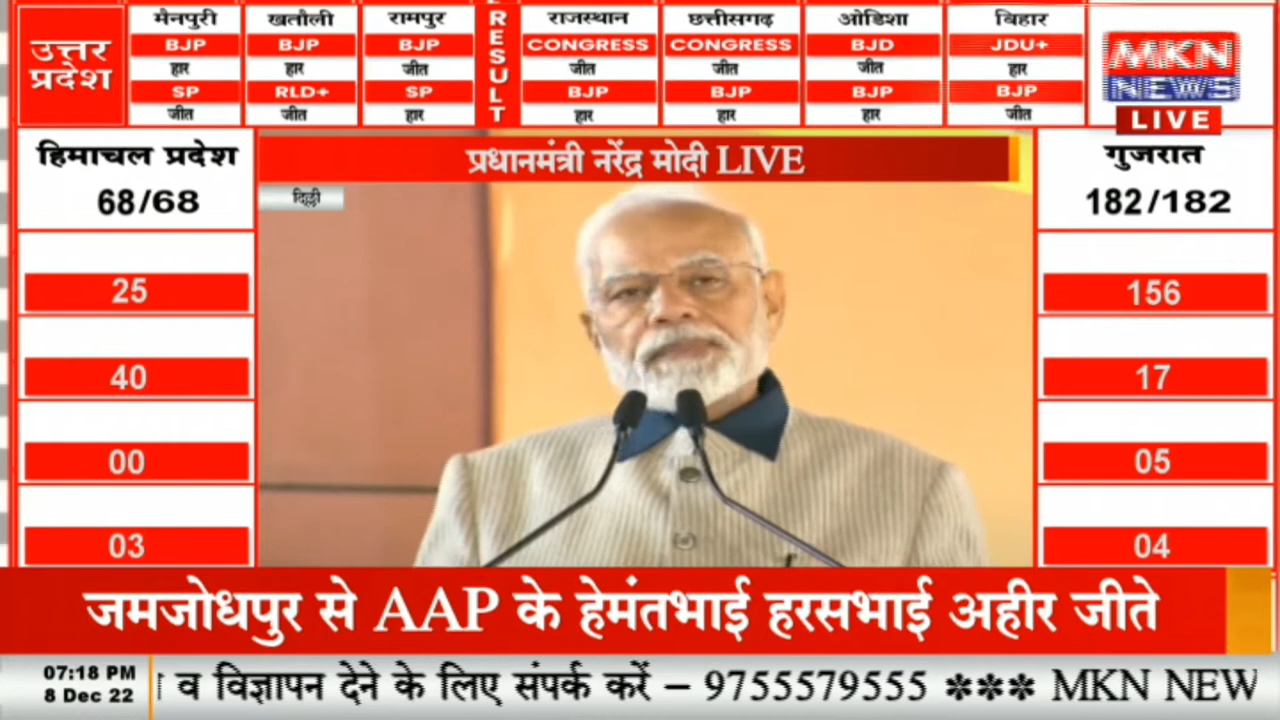 उत्तर प्रदेश
मैनपुरी
BJP
हार
SP
जीत
खतौली
BJP
हार
RLD+
जीत
रामपुर
BJP
जीत
SP
हार
RESULT
राजस्थान
CONGRESS
जीत
BJP
हार
छत्तीसगढ़
CONGRESS
जीत
BJP
हार
ओडिशा
BJD
जीत
BJP
हार
बिहार
JDU+
हार
BJP
जीत
MKN
NEWS
LIVE
हिमाचल प्रदेश
68/68
25
40
00
03
प्रधानमंत्री नरेंद्र मोदी LIVE
दिल्ली
गुजरात
182/182
156
17
05
04
जमजोधपुर से AAP के हेमंतभाई हरसभाई अहीर जीते
07:18 PM
8 Dec 22
व विज्ञापन देने के लिए संपर्क करें – 9755579555 *** MKN NEW